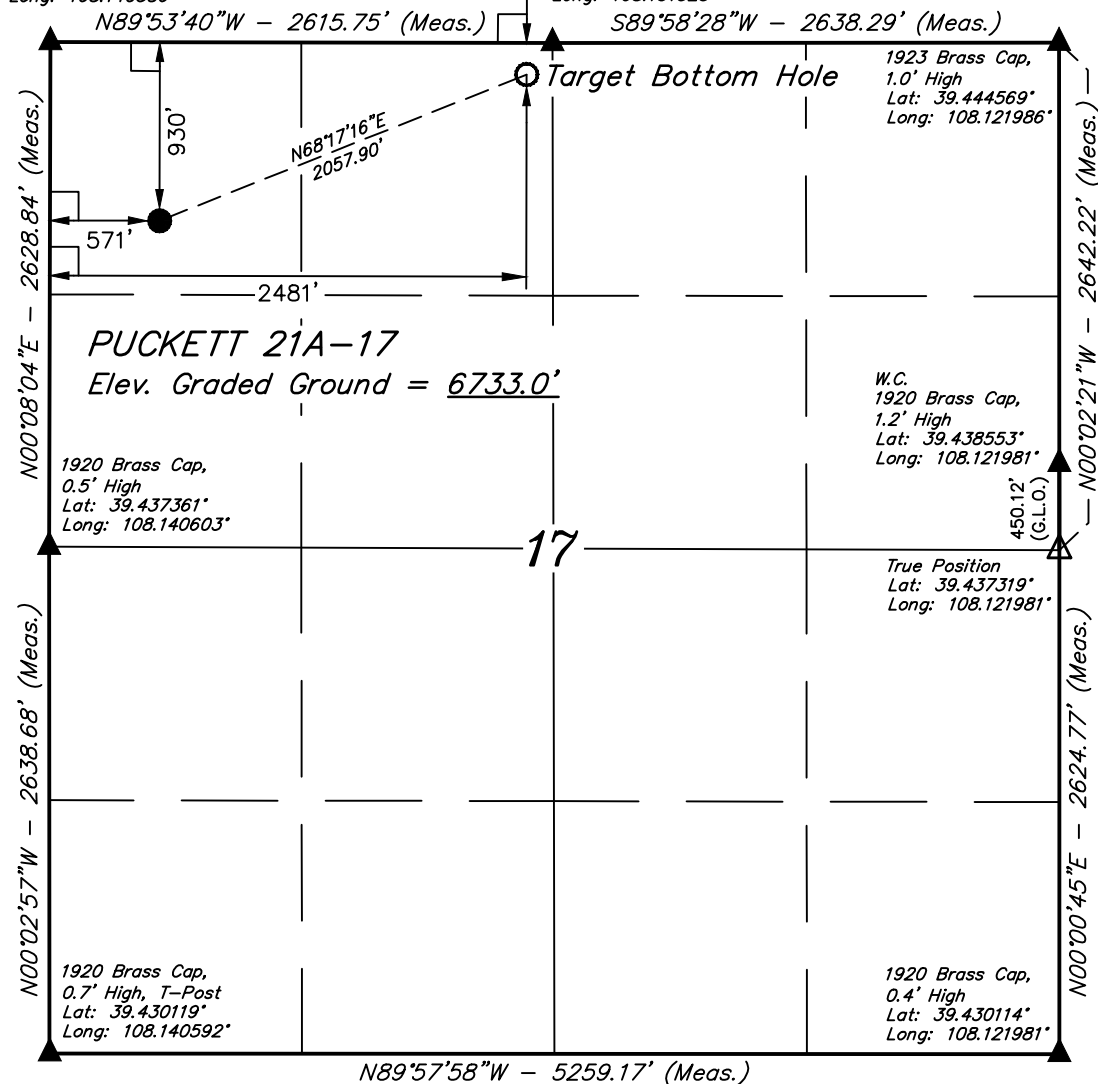 N89°53'40"W - 2615.75' (Meas.)
S89°58'28"W - 2638.29' (Meas.)
Target Bottom Hole
1923 Brass Cap,
1.0' High
Lat: 39.444569°
Long: 108.121986°
930'
N68°17'16"E
2057.90'
571'
2481'
N00°08'04"E - 2628.84' (Meas.)
N00°02'21"W - 2642.22' (Meas.)
PUCKETT 21A-17
Elev. Graded Ground = 6733.0'
W.C.
1920 Brass Cap,
1.2' High
Lat: 39.438553°
Long: 108.121981°
1920 Brass Cap,
0.5' High
Lat: 39.437361°
Long: 108.140603°
450.12'
(G.L.O.)
17
True Position
Lat: 39.437319°
Long: 108.121981°
N00°02'57"W - 2638.68' (Meas.)
N00°00'45"E - 2624.77' (Meas.)
1920 Brass Cap,
0.7' High, T-Post
Lat: 39.430119°
Long: 108.140592°
1920 Brass Cap,
0.4' High
Lat: 39.430114°
Long: 108.121981°
N89°57'58"W - 5259.17' (Meas.)